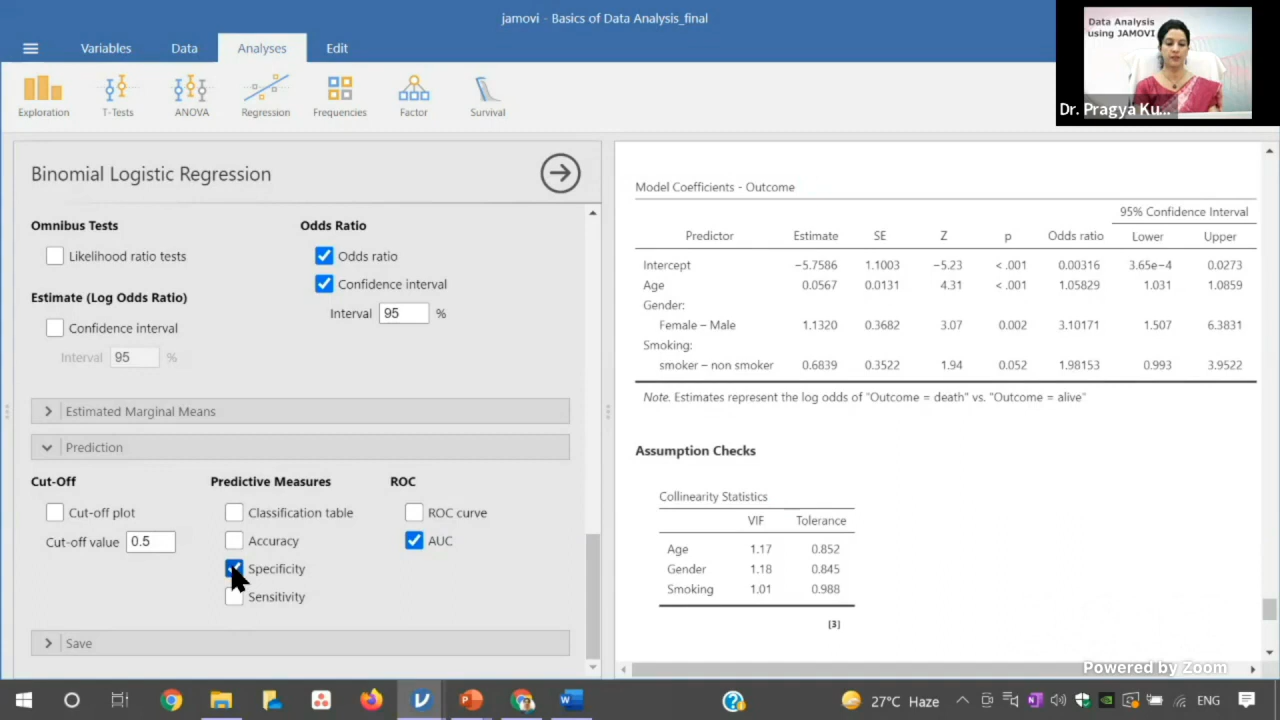 jamovi - Basics of Data Analysis_final
Variables Data Analyses Edit
Exploration T-Tests ANOVA Regression Frequencies Factor Survival
Data Analysis
using JAMOVI
Dr. Pragya Ku...
Binomial Logistic Regression
Omnibus Tests
Likelihood ratio tests
Estimate (Log Odds Ratio)
Confidence interval
Interval 95 %
Odds Ratio
Odds ratio
Confidence interval
Interval 95 %
Estimated Marginal Means
Prediction
Cut-Off
Cut-off plot
Cut-off value 0.5
Predictive Measures
Classification table
Accuracy
Specificity
Sensitivity
ROC
ROC curve
AUC
Save
Model Coefficients - Outcome
95% Confidence Interval
Predictor Estimate SE Z p Odds ratio Lower Upper
Intercept −5.7586 1.1003 −5.23 < .001 0.00316 3.65e−4 0.0273
Age 0.0567 0.0131 4.31 < .001 1.05829 1.031 1.0859
Gender:
Female – Male 1.1320 0.3682 3.07 0.002 3.10171 1.507 6.3831
Smoking:
smoker – non smoker 0.6839 0.3522 1.94 0.052 1.98153 0.993 3.9522
Note. Estimates represent the log odds of "Outcome = death" vs. "Outcome = alive"
Assumption Checks
Collinearity Statistics
VIF Tolerance
Age 1.17 0.852
Gender 1.18 0.845
Smoking 1.01 0.988
[3]
Powered by Zoom
27°C Haze ENG